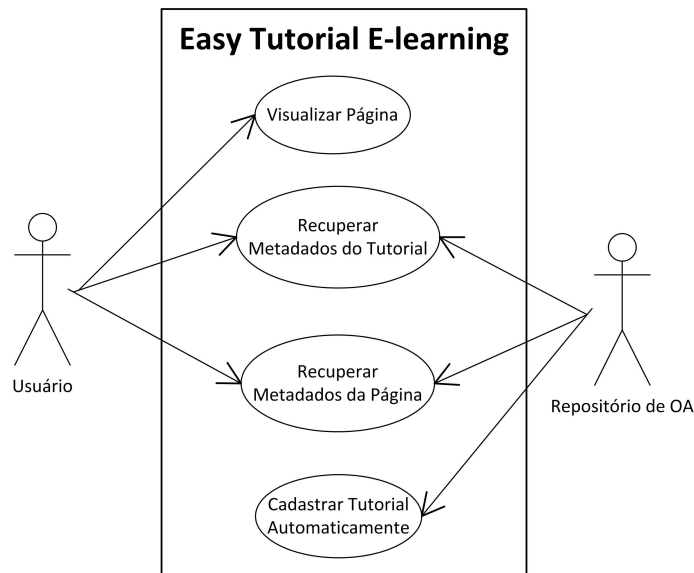 Easy Tutorial E-learning
Visualizar Página
Recuperar
Metadados do Tutorial
Recuperar
Metadados da Página
Usuário
Repositório de OA
Cadastrar Tutorial
Automaticamente